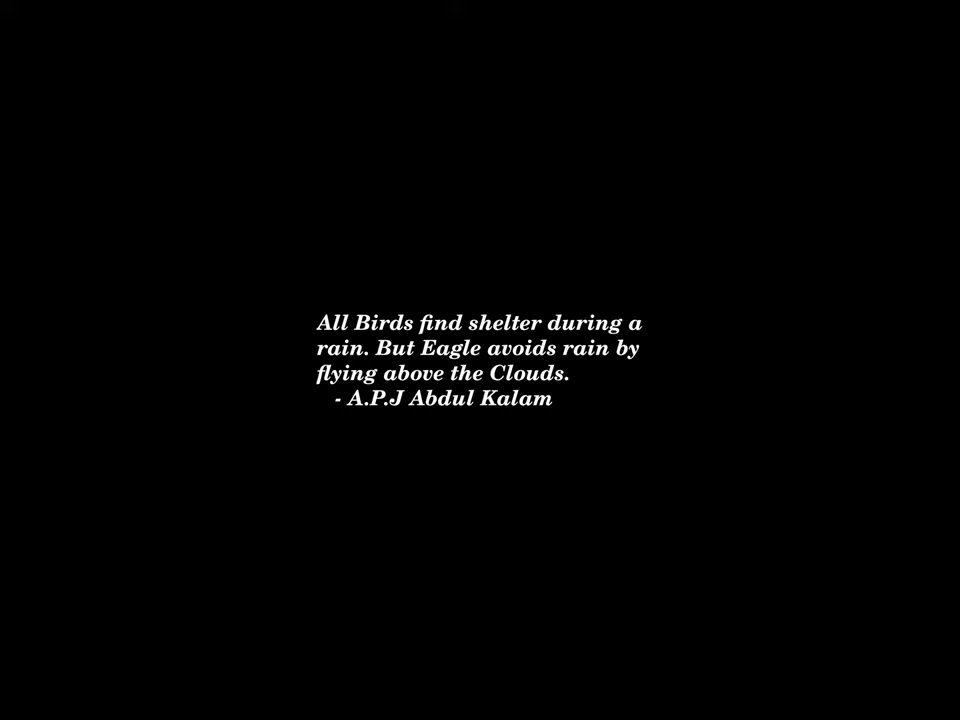 All Birds find shelter during a
rain. But Eagle avoids rain by
flying above the Clouds.
- A.P.J Abdul Kalam